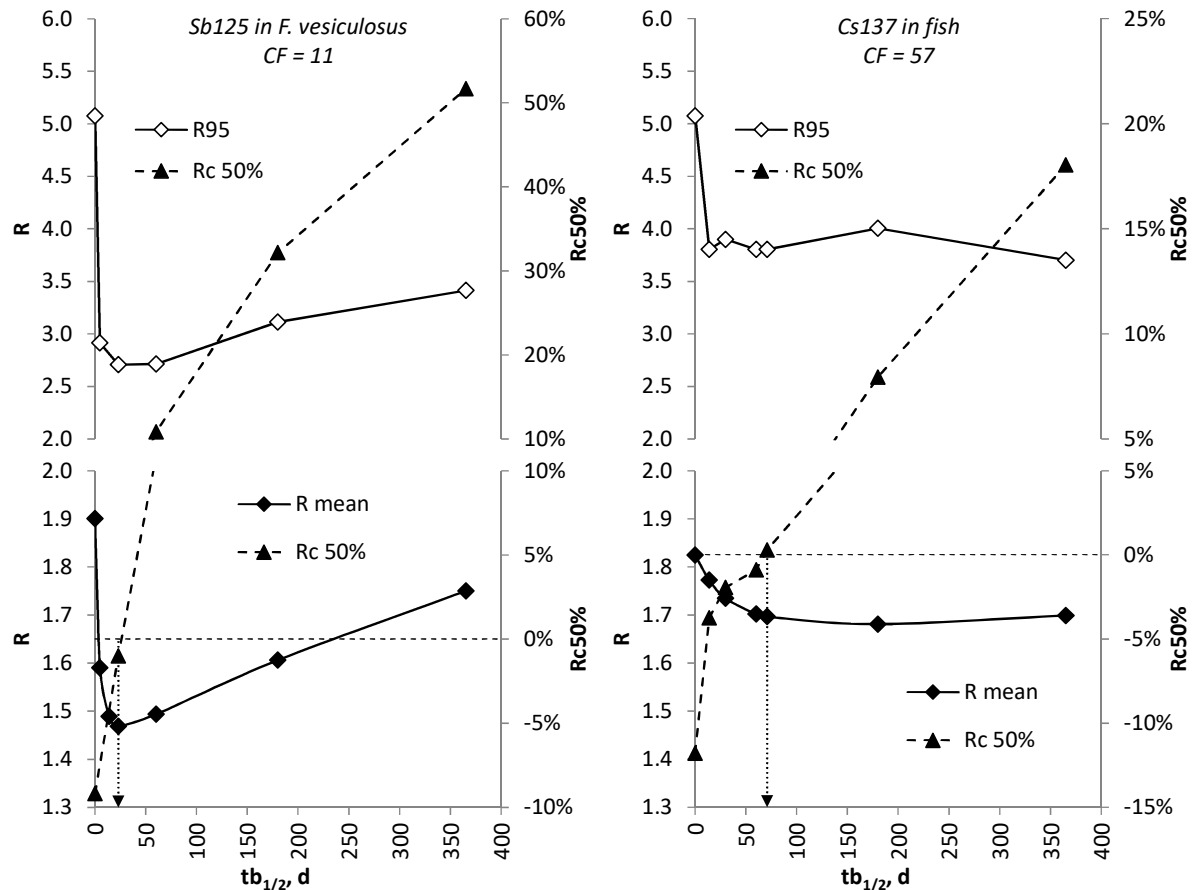 Sb125 in F. vesiculosus
CF = 11
R95
Rc 50%
6.0
5.5
5.0
4.5
4.0
3.5
3.0
2.5
2.0
R
60%
50%
40%
30%
20%
10%
Rc50%
R mean
Rc 50%
2.0
1.9
1.8
1.7
1.6
1.5
1.4
1.3
R
10%
5%
0%
-5%
-10%
Rc50%
0 50 100 150 200 250 300 350 400
tb1/2, d
Cs137 in fish
CF = 57
R95
Rc 50%
6.0
5.5
5.0
4.5
4.0
3.5
3.0
2.5
2.0
R
25%
20%
15%
10%
5%
Rc50%
R mean
Rc 50%
2.0
1.9
1.8
1.7
1.6
1.5
1.4
1.3
R
5%
0%
-5%
-10%
-15%
Rc50%
0 50 100 150 200 250 300 350 400
tb1/2, d